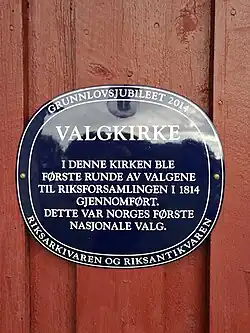 GRUNNLOVSJUBILEET 2014
VALGKIRKE
I DENNE KIRKEN BLE
FØRSTE RUNDE AV VALGENE
TIL RIKSFORSAMLINGEN I 1814
GJENNOMFØRT.
DETTE VAR NORGES FØRSTE
NASJONALE VALG.
RIKSARKIVAREN OG RIKSANTIKVAREN